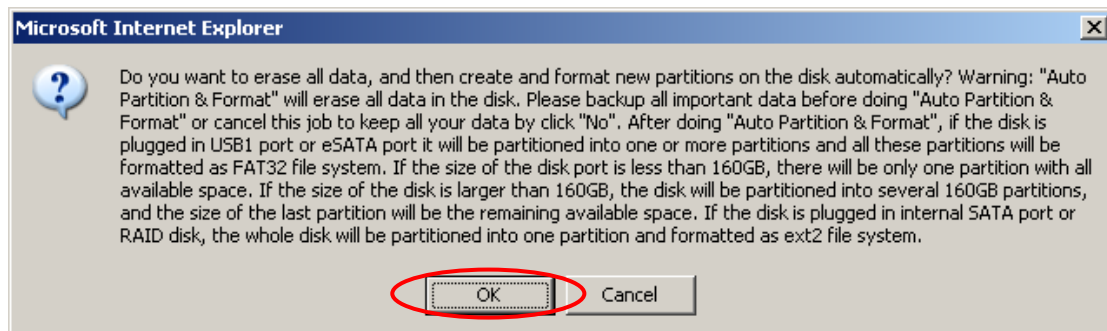 Microsoft Internet Explorer
Do you want to erase all data, and then create and format new partitions on the disk automatically? Warning: "Auto
Partition & Format" will erase all data in the disk. Please backup all important data before doing "Auto Partition &
Format" or cancel this job to keep all your data by click "No". After doing "Auto Partition & Format", if the disk is
plugged in USB1 port or eSATA port it will be partitioned into one or more partitions and all these partitions will be
formatted as FAT32 file system. If the size of the disk port is less than 160GB, there will be only one partition with all
available space. If the size of the disk is larger than 160GB, the disk will be partitioned into several 160GB partitions,
and the size of the last partition will be the remaining available space. If the disk is plugged in internal SATA port or
RAID disk, the whole disk will be partitioned into one partition and formatted as ext2 file system.
OK Cancel